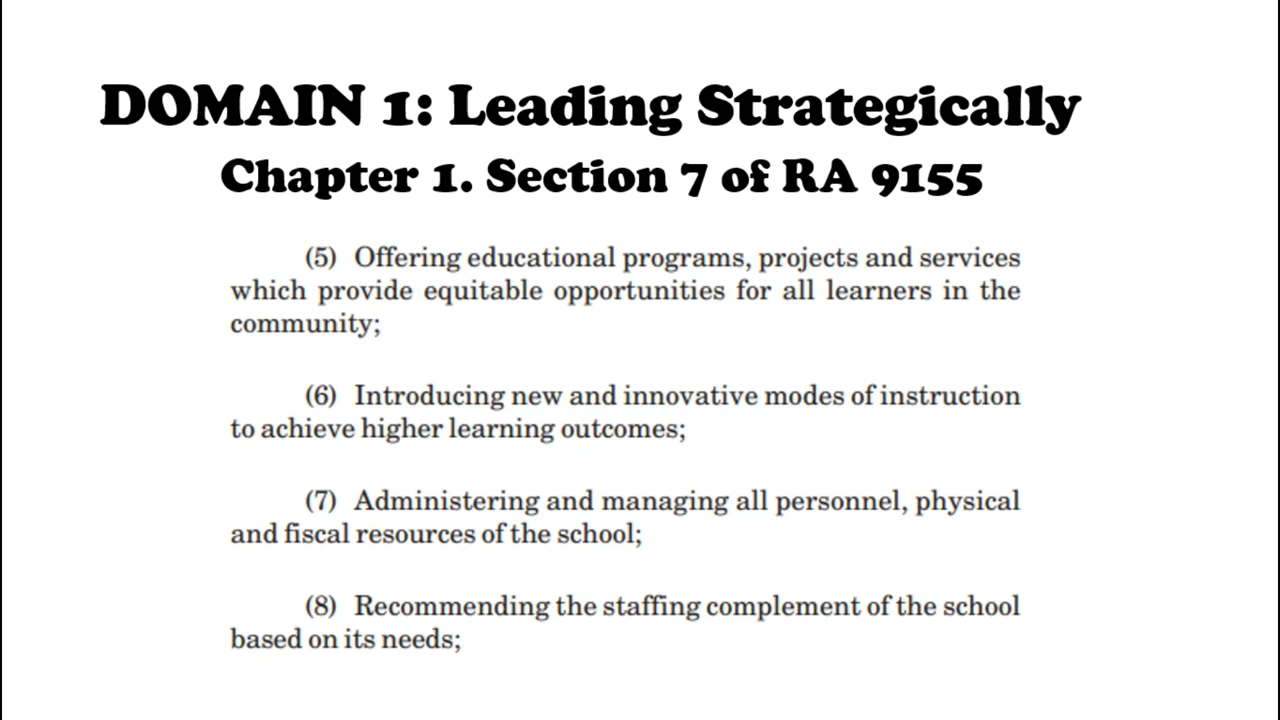 DOMAIN 1: Leading Strategically
Chapter 1. Section 7 of RA 9155
(5) Offering educational programs, projects and services
which provide equitable opportunities for all learners in the
community;
(6) Introducing new and innovative modes of instruction
to achieve higher learning outcomes;
(7) Administering and managing all personnel, physical
and fiscal resources of the school;
(8) Recommending the staffing complement of the school
based on its needs;